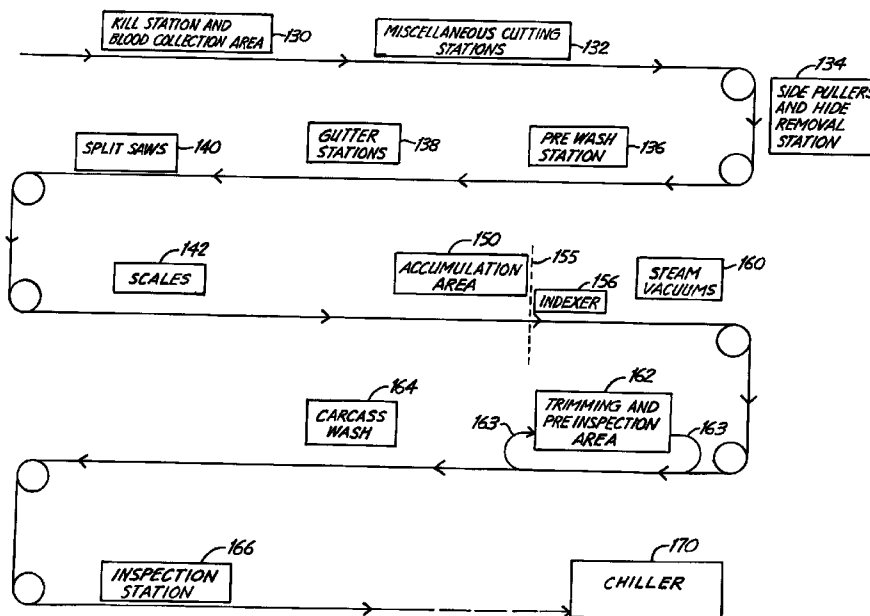 KILL STATION AND
BLOOD COLLECTION AREA
130
MISCELLANEOUS CUTTING
STATIONS
132
134
SIDE PULLERS
AND HIDE
REMOVAL
STATION
SPLIT SAWS
140
GUTTER
STATIONS
138
PRE WASH
STATION
136
142
SCALES
150
ACCUMULATION
AREA
155
156
INDEXER
STEAM
VACUUMS
160
164
CARCASS
WASH
162
TRIMMING AND
PRE INSPECTION
AREA
163
163
166
INSPECTION
STATION
170
CHILLER